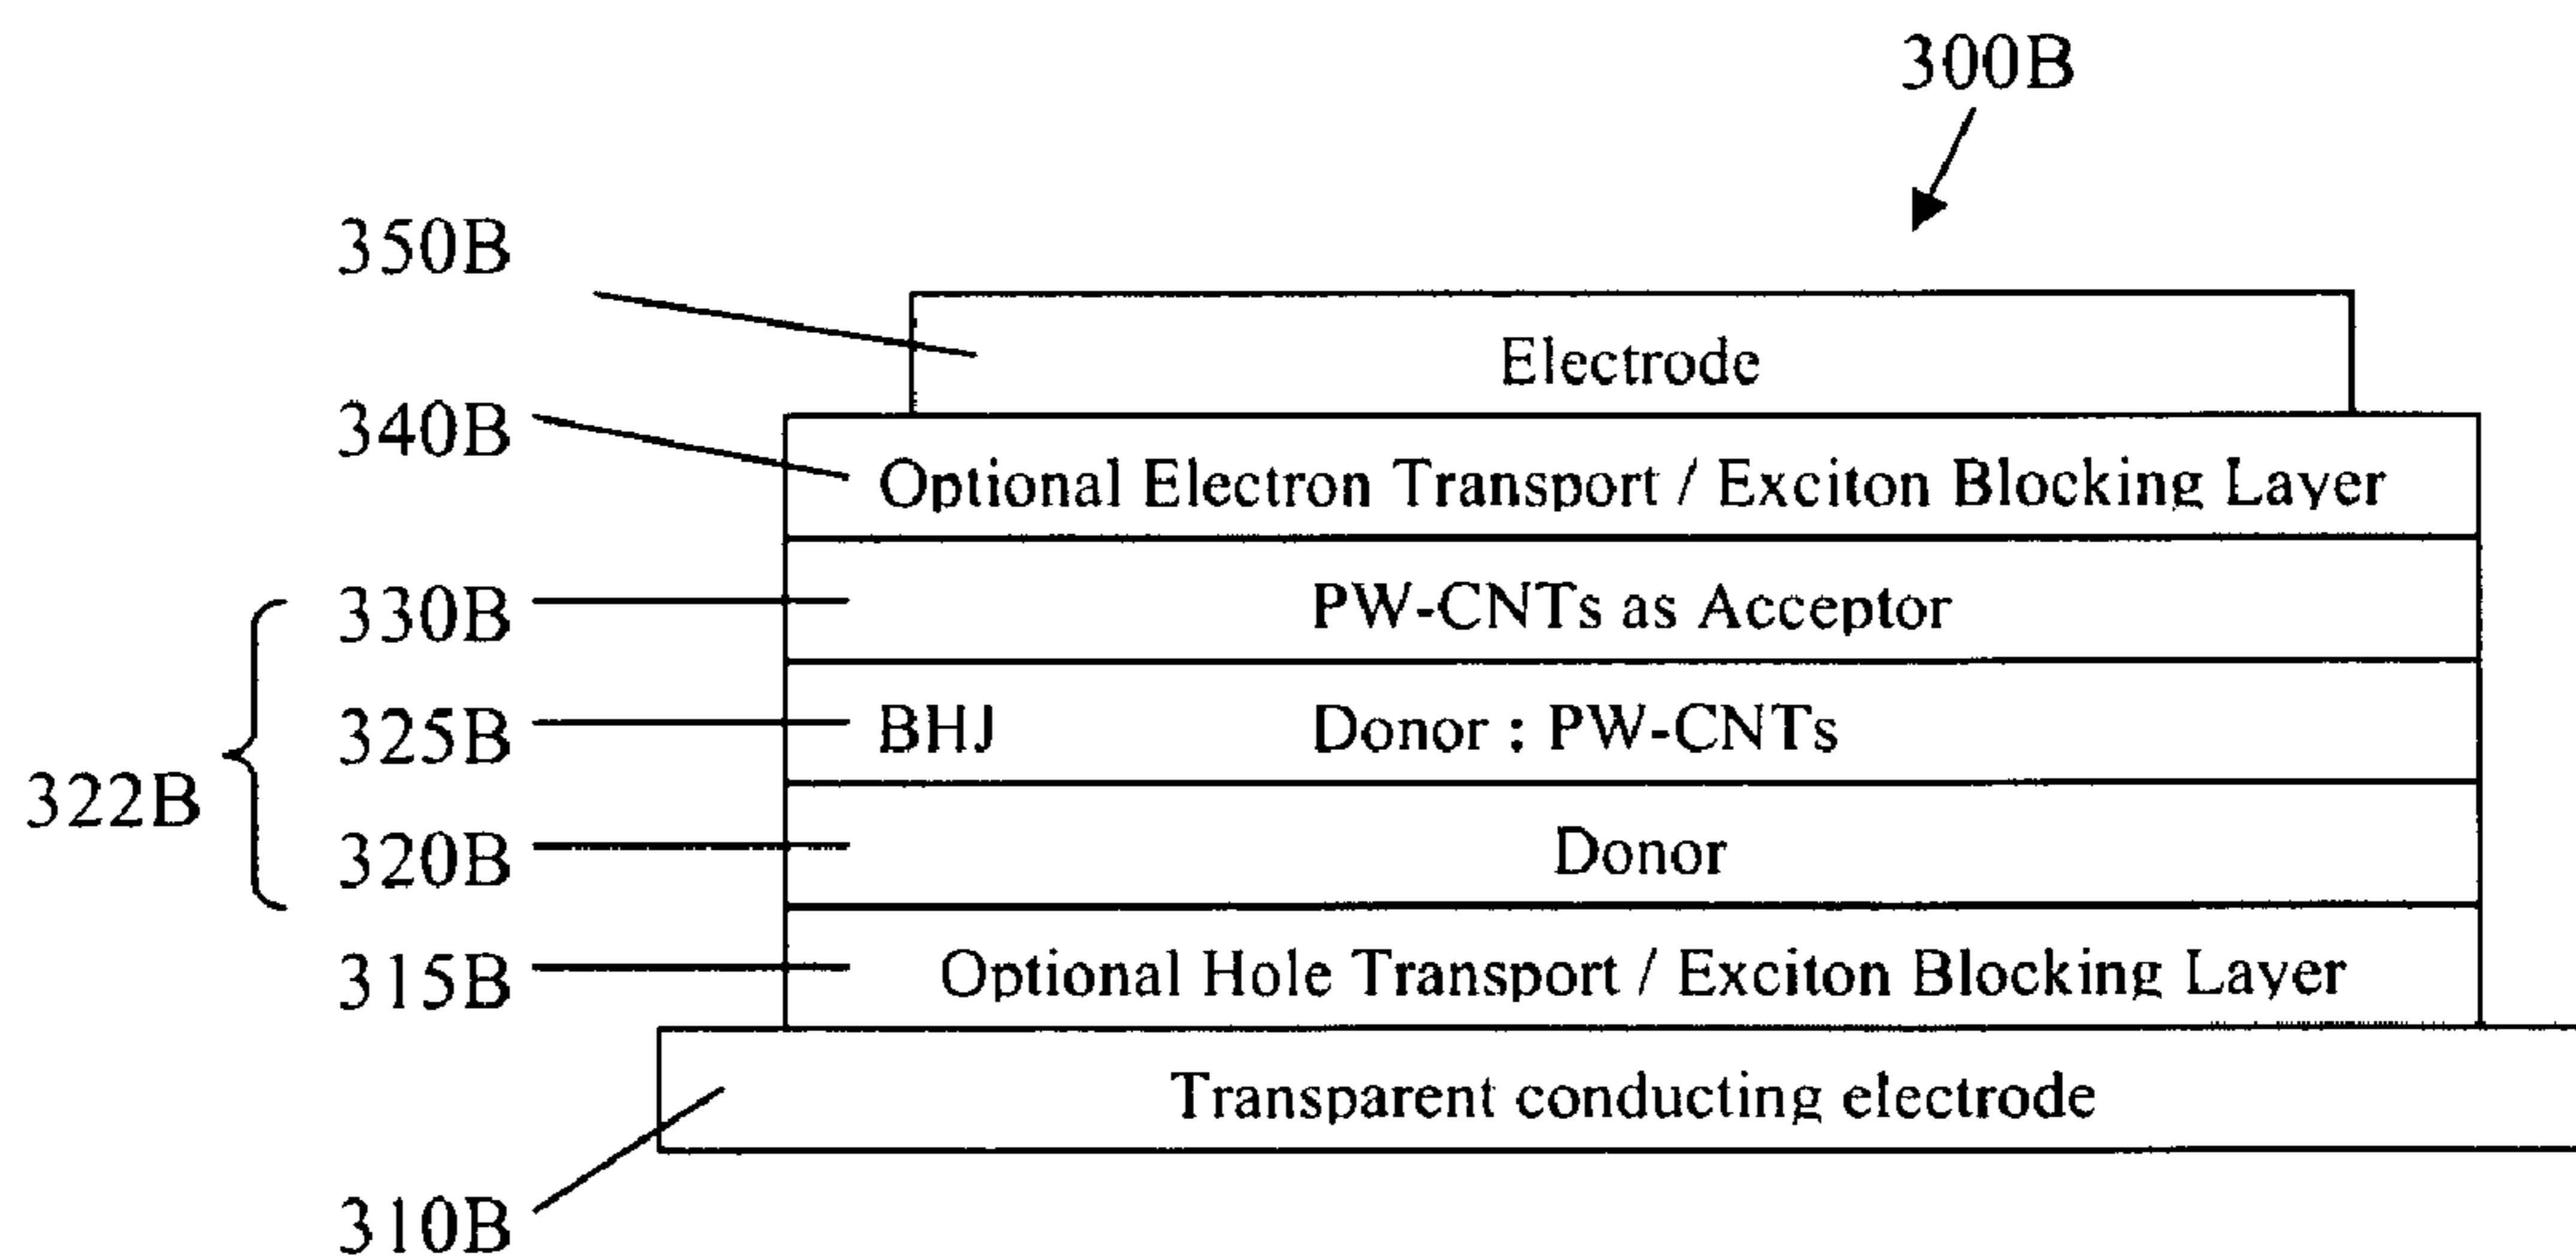 300B
350B
Electrode
340B
Optional Electron Transport / Exciton Blocking Layer
330B
PW-CNTs as Acceptor
325B
BHJ Donor : PW-CNTs
322B
320B
Donor
315B
Optional Hole Transport / Exciton Blocking Layer
Transparent conducting electrode
310B